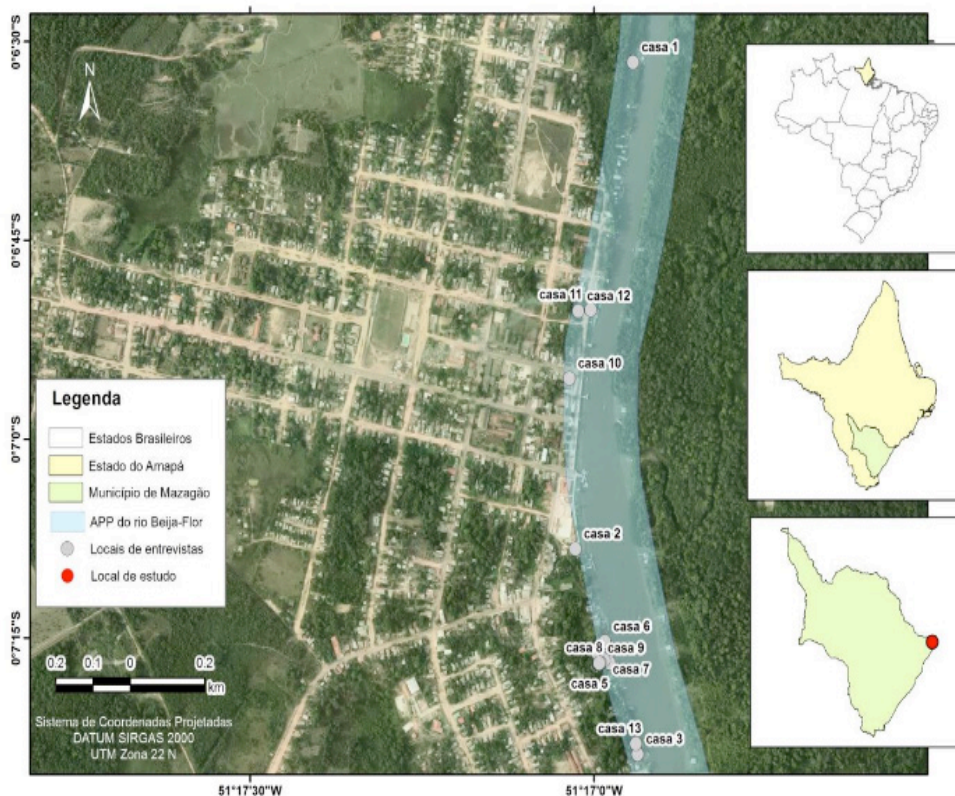 0°6'30"S
0°6'45"S
0°7'0"S
0°7'15"S
N
casa 1
casa 11
casa 12
casa 10
casa 2
casa 6
casa 8
casa 9
casa 7
casa 5
casa 13
casa 3
Legenda
Estados Brasileiros
Estado do Amapá
Município de Mazagão
APP do rio Beija-Flor
Locais de entrevistas
Local de estudo
0.2 0.1 0 0.2
km
Sistema de Coordenadas Projetadas
DATUM SIRGAS 2000
UTM Zona 22 N
51°17'30"W
51°17'0"W